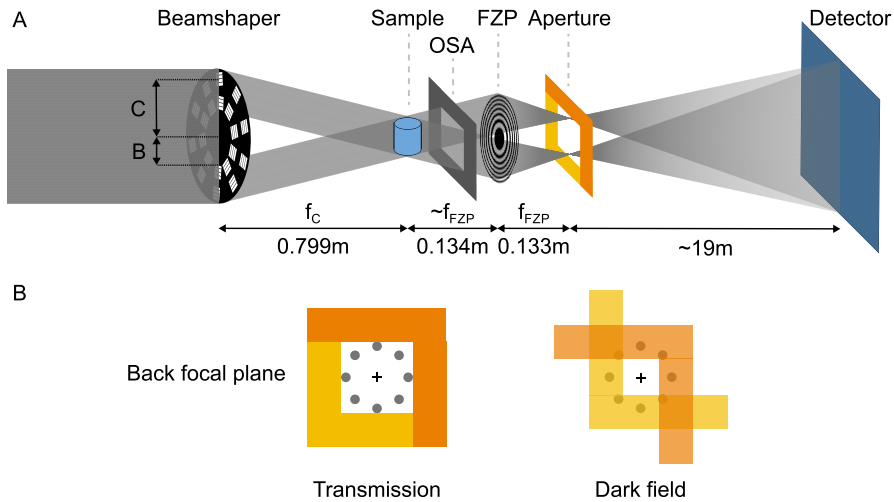 A
Beamshaper
Sample
FZP
Aperture
Detector
OSA
C
B
f_C
~f_FZP
f_FZP
0.799m
0.134m
0.133m
~19m
B
Back focal plane
Transmission
Dark field